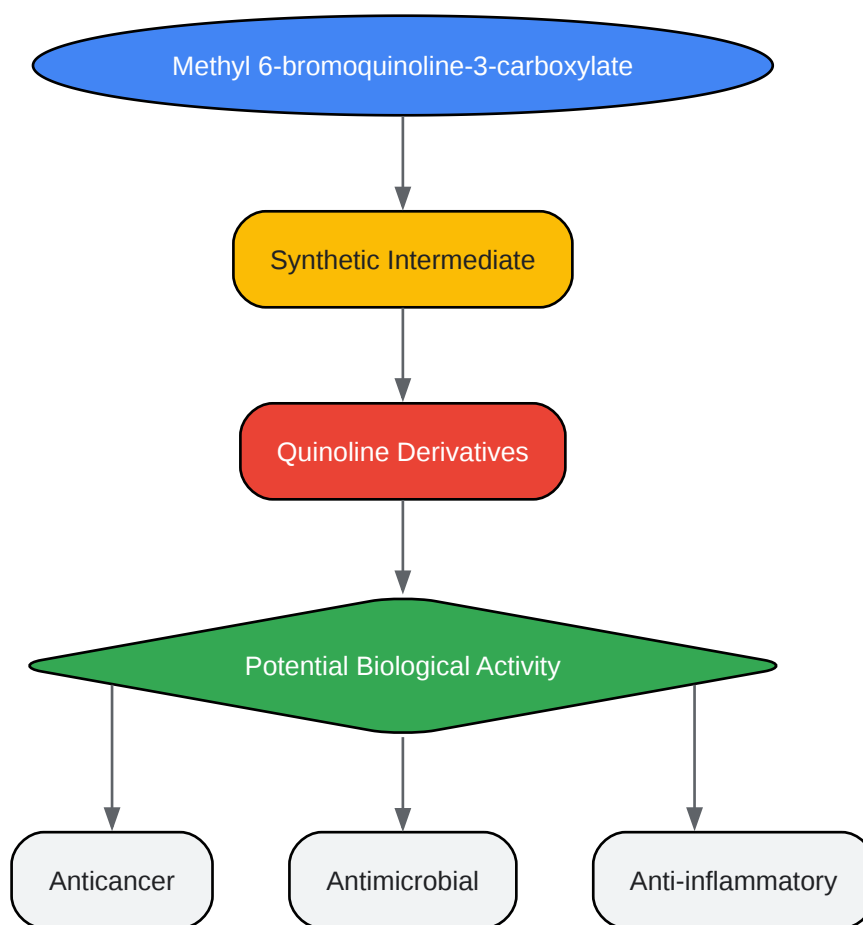 Methyl 6-bromoquinoline-3-carboxylate
Synthetic Intermediate
Quinoline Derivatives
Potential Biological Activity
Anticancer
Antimicrobial
Anti-inflammatory